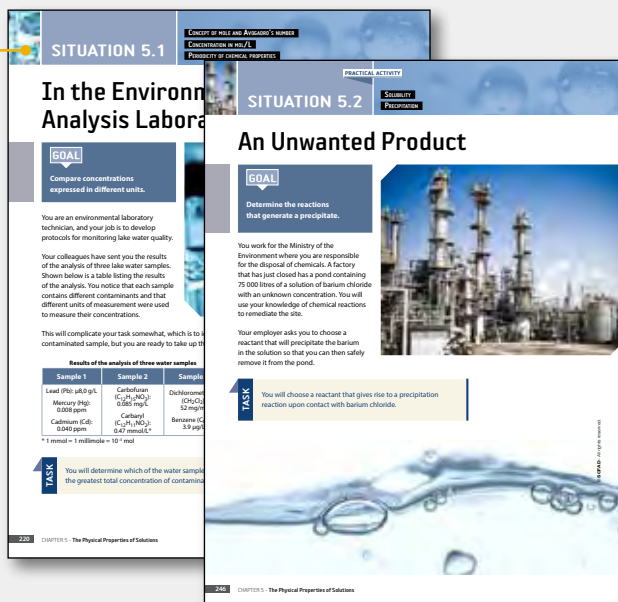 SITUATION 5.1
CONCEPT OF MOLE AND AVOGADRO'S NUMBER
CONCENTRATION IN MOL/L
PERIODICITY OF CHEMICAL PROPERTIES
In the Environ
Analysis Labora
GOAL
Compare concentrations
expressed in different units.
You are an environmental laboratory
technician, and your job is to develop
protocols for monitoring lake water quality.
Your colleagues have sent you the results
of the analysis of three lake water samples.
Shown below is a table listing the results
of the analysis. You notice that each sample
contains different contaminants and that
different units of measurement were used
to measure their concentrations.
This will complicate your task somewhat, which is to i
contaminated sample, but you are ready to take up th
Results of the analysis of three water samples
Sample 1 Sample 2 Sample
Lead (Pb): µ8,0 g/L
Mercury (Hg):
0.008 ppm
Cadmium (Cd):
0.040 ppm
Carbofuran
(C₁₂H₁₅NO₃):
0.085 mg/L
Carbaryl
(C₁₂H₁₁NO₂):
0.47 mmol/L*
Dichlorome
(CH₂Cl₂)
52 mg/m
Benzene (C
3.9 µg/L
* 1 mmol = 1 millimole = 10⁻³ mol
TASK
You will determine which of the water sample
the greatest total concentration of contamina
220 CHAPTER 5 – The Physical Properties of Solutions
PRACTICAL ACTIVITY
SITUATION 5.2
SOLUBILITY
PRECIPITATION
An Unwanted Product
GOAL
Determine the reactions
that generate a precipitate.
You work for the Ministry of the
Environment where you are responsible
for the disposal of chemicals. A factory
that has just closed has a pond containing
75 000 litres of a solution of barium chloride
with an unknown concentration. You will
use your knowledge of chemical reactions
to remediate the site.
Your employer asks you to choose a
reactant that will precipitate the barium
in the solution so that you can then safely
remove it from the pond.
TASK
You will choose a reactant that gives rise to a precipitation
reaction upon contact with barium chloride.
© SOFAD - All rights reserved.
246 CHAPTER 5 – The Physical Properties of Solutions